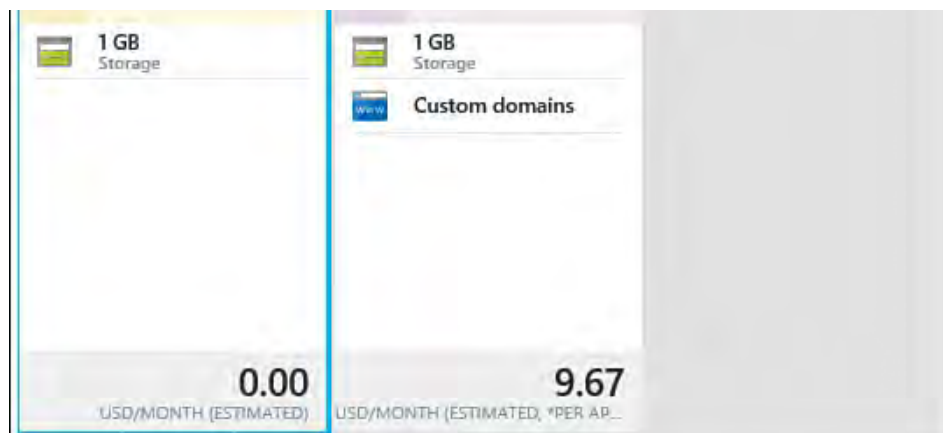 1 GB
Storage
1 GB
Storage
www
Custom domains
0.00
USD/MONTH (ESTIMATED)
9.67
USD/MONTH (ESTIMATED, *PER AP...